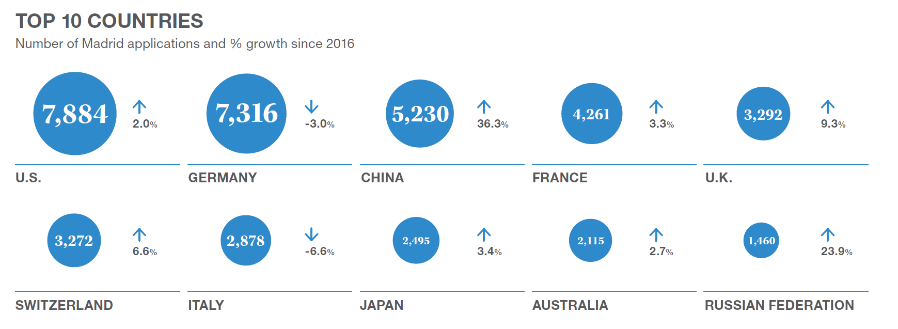 TOP 10 COUNTRIES
Number of Madrid applications and % growth since 2016
7,884 2.0% 7,316 -3.0% 5,230 36.3% 4,261 3.3% 3,292 9.3%
U.S. GERMANY CHINA FRANCE U.K.
3,272 6.6% 2,878 -6.6% 2,495 3.4% 2,115 2.7% 1,460 23.9%
SWITZERLAND ITALY JAPAN AUSTRALIA RUSSIAN FEDERATION